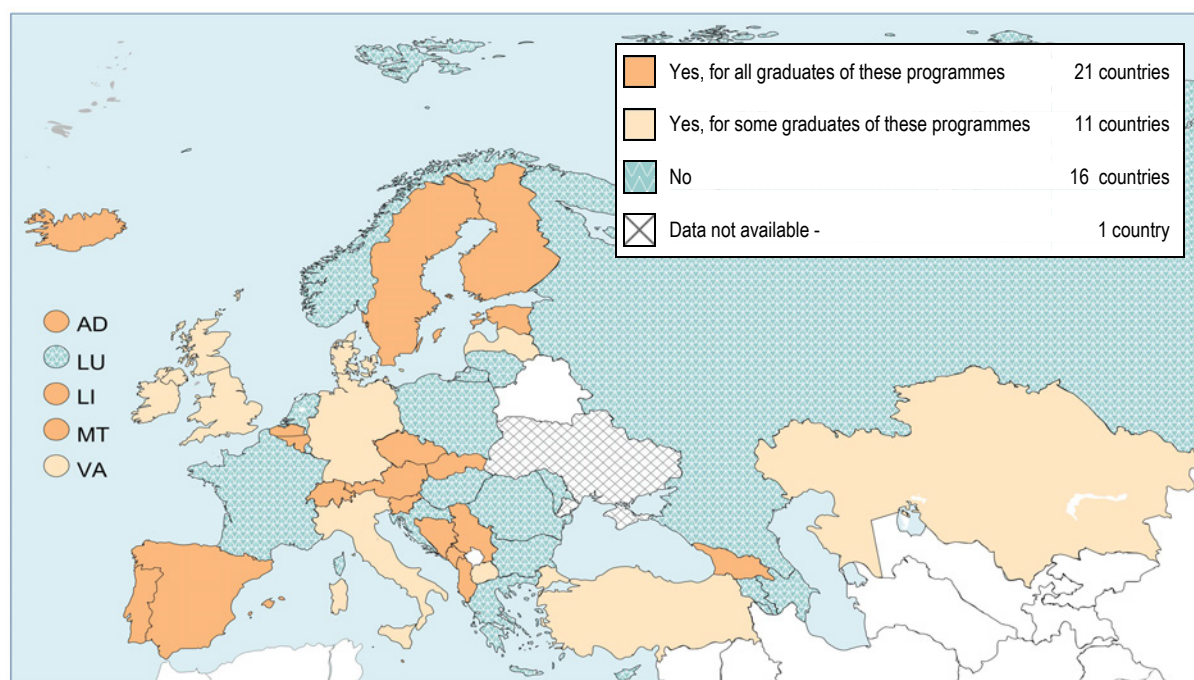 Yes, for all graduates of these programmes 21 countries
Yes, for some graduates of these programmes 11 countries
No 16 countries
Data not available - 1 country
AD
LU
LI
MT
VA